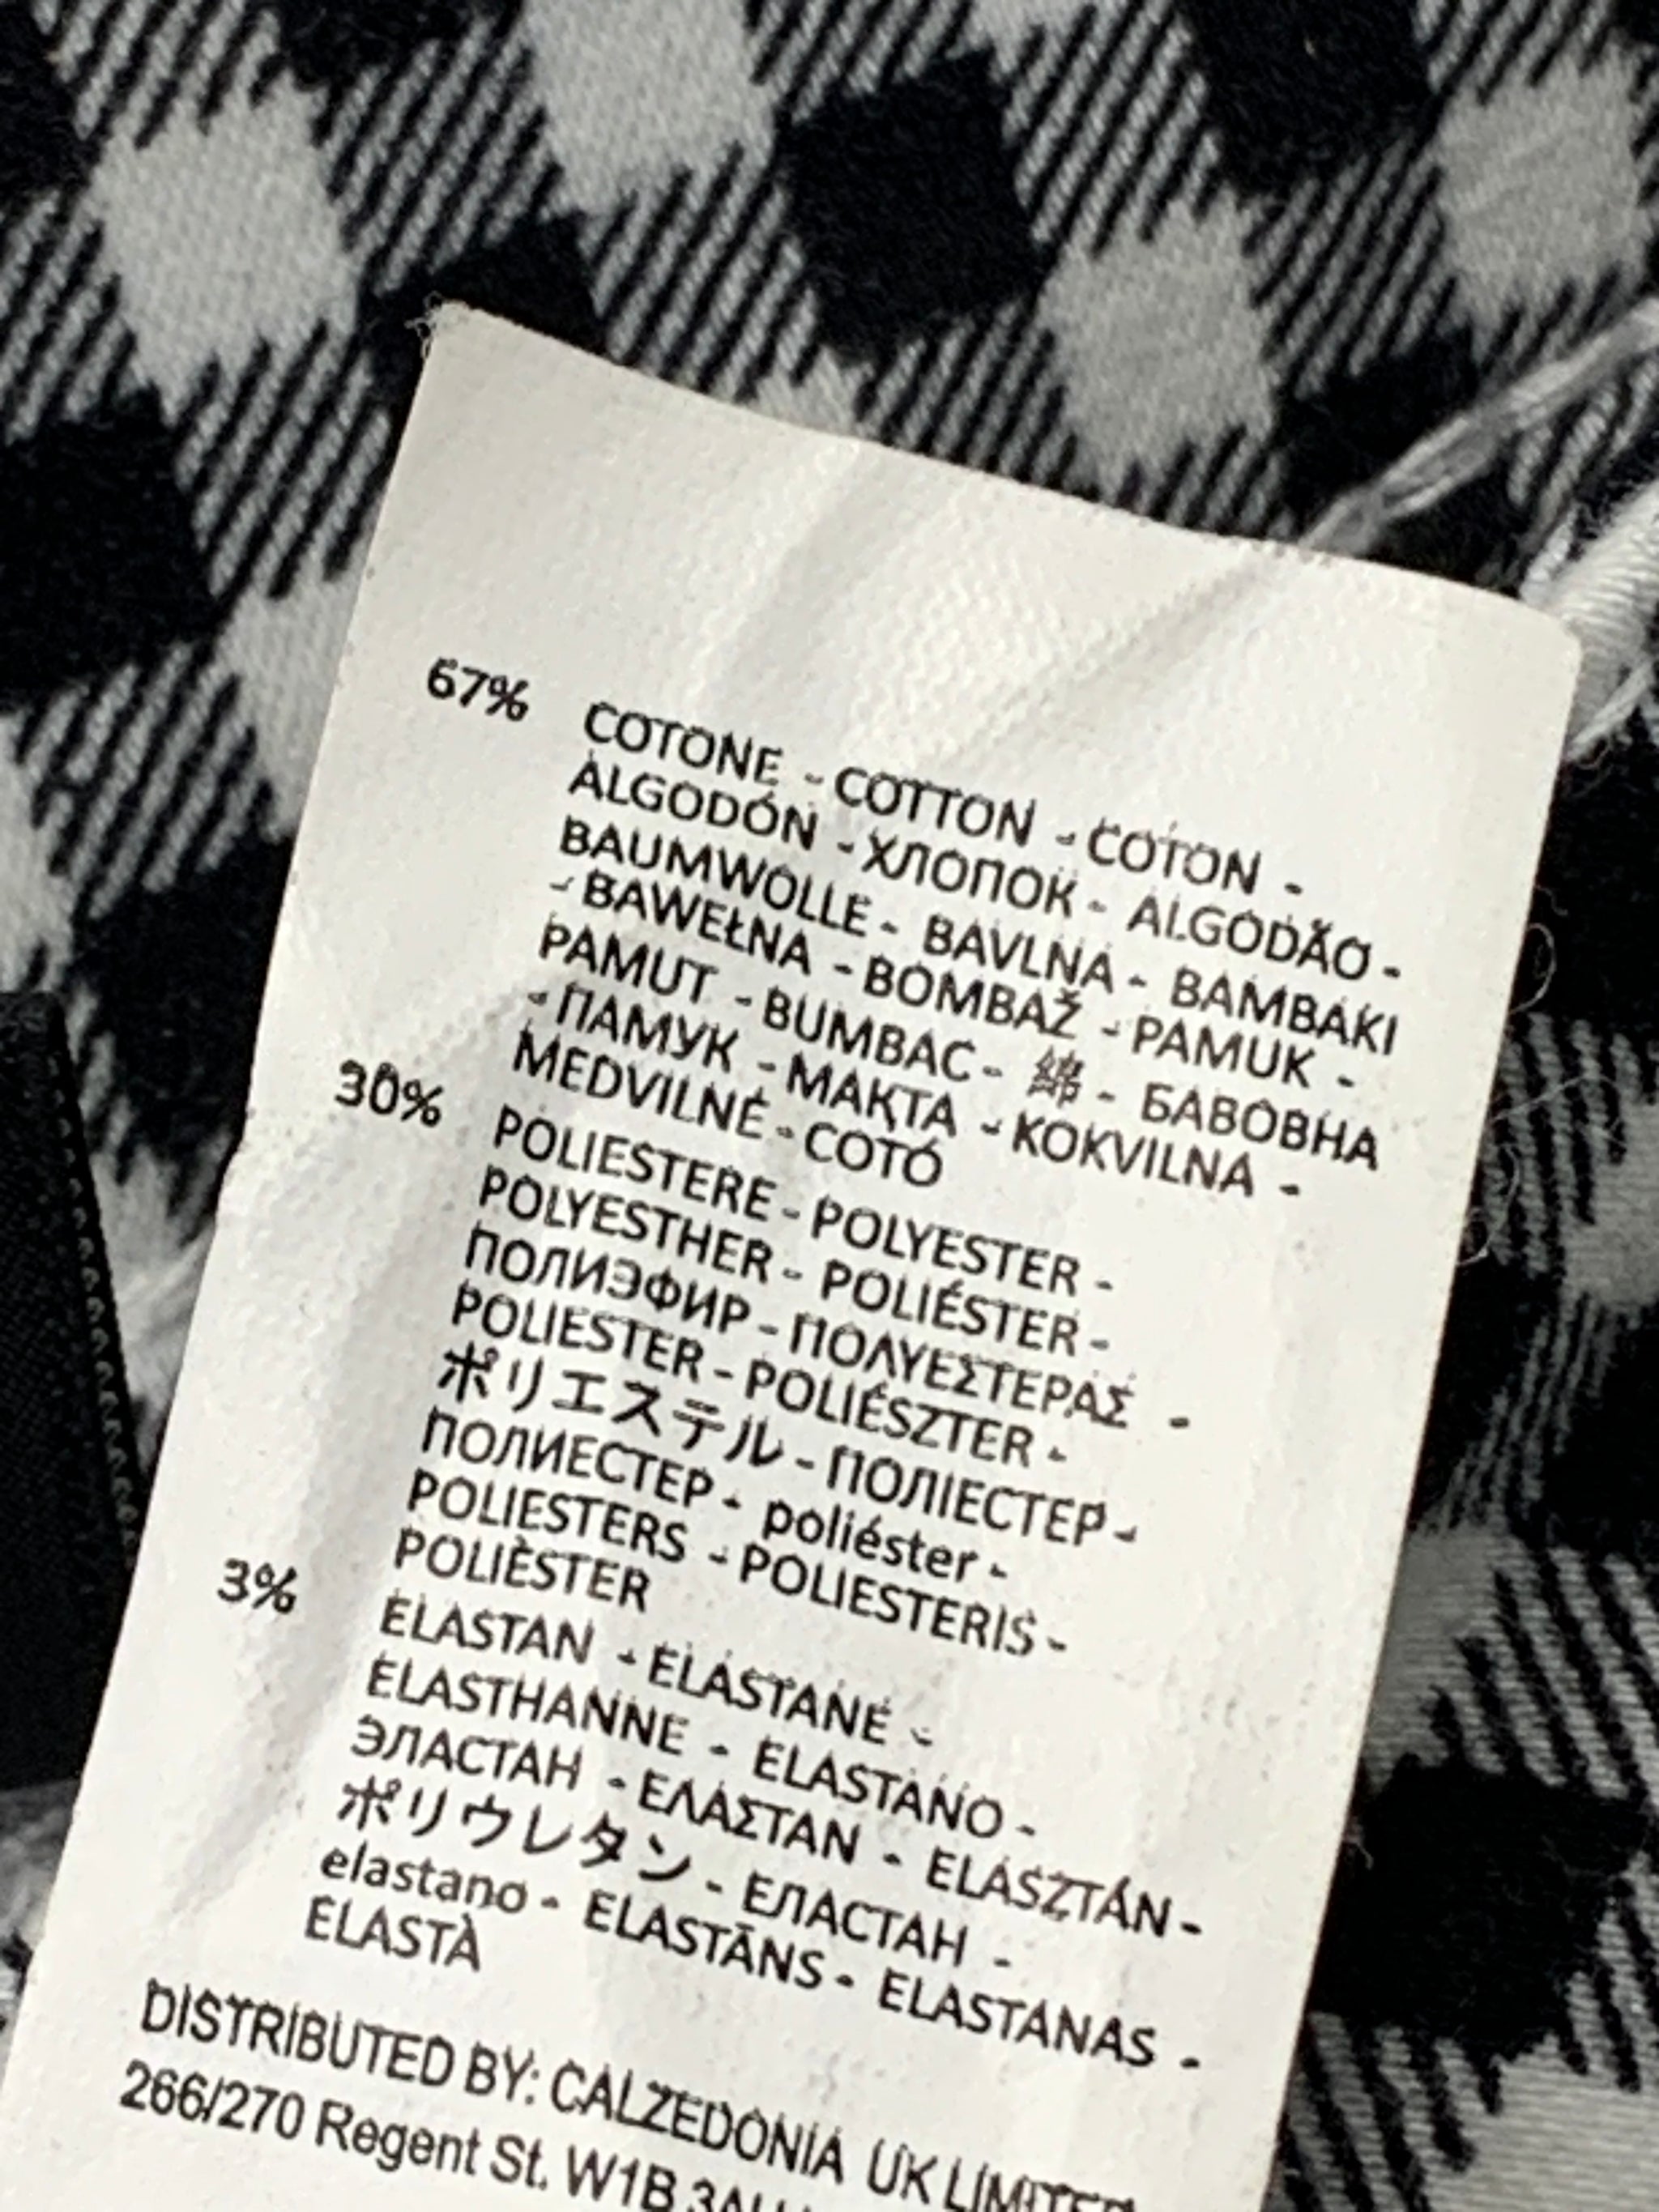 67% COTONE - COTTON - COTON -
ALGODÓN - ХЛОПОК - ALGODÃO -
BAUMWOLLE - BAVLNA - BAMBAKI
- BAWEŁNA - BOMBAŽ - PAMUK -
PAMUT - BUMBAC - 綿 - БАВОВНА
- ПАМУК - МАҚТА - KOKVILNA -
MEDVILNĖ - COTÓ
30% POLIESTERE - POLYESTER -
POLYESTHER - POLIÉSTER -
ПОЛИЭФИР - ΠΟΛΥΕΣΤΕΡΑΣ -
POLIESTER - POLIÉSZTER -
ポリエステル - ПОЛІЕСТЕР -
ПОЛИЕСТЕР - poliéster -
POLIESTERS - POLIESTERIS -
POLIÈSTER
3% ELASTAN - ELASTANE -
ELASTHANNE - ELASTANO -
ЭЛАСТАН - ΕΛΑΣΤΑΝ - ELASZTÁN -
ポリウレタン - ЕЛАСТАН -
elastano - ELASTĀNS - ELASTANAS -
ELASTÀ
DISTRIBUTED BY: CALZEDONIA UK LIMITED
266/270 Regent St. W1B